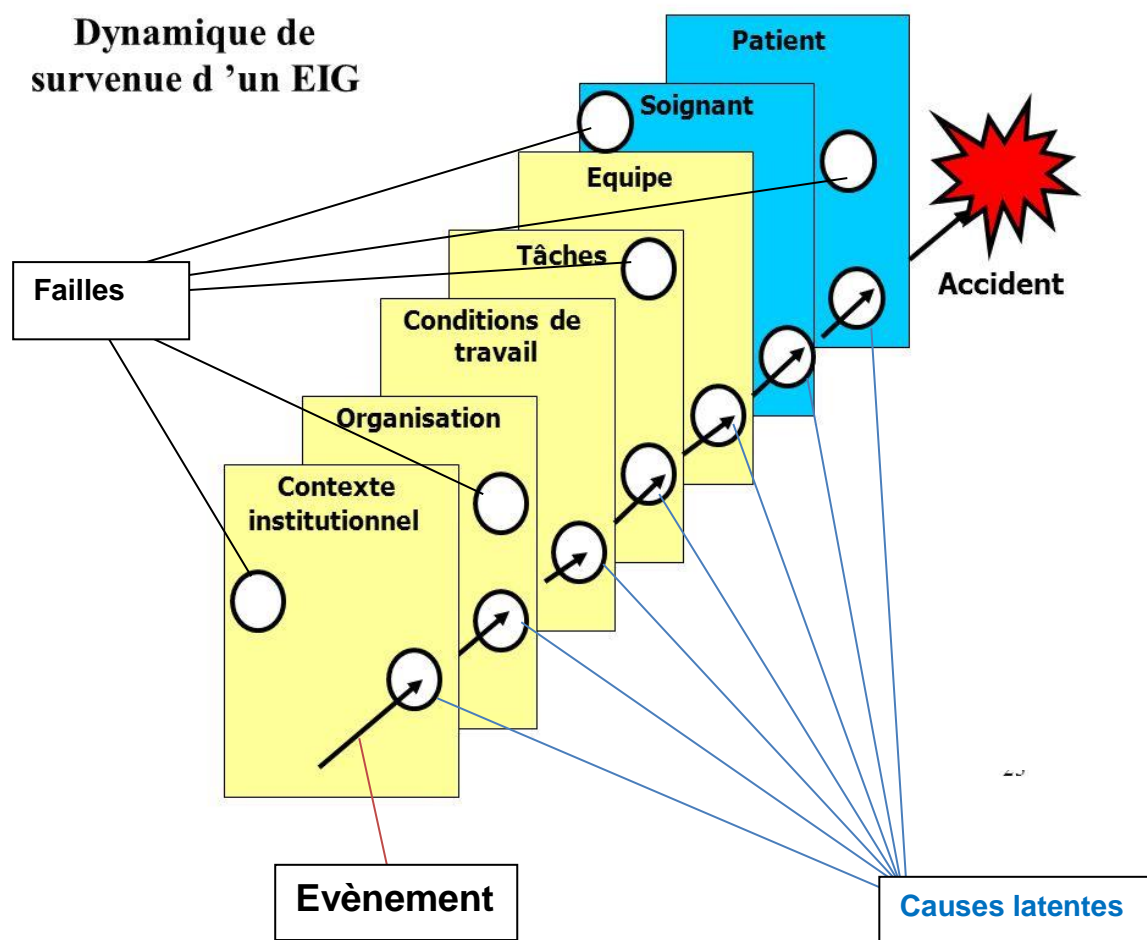 Dynamique de
survenue d ’un EIG
Patient
Soignant
Equipe
Tâches
Conditions de
travail
Organisation
Contexte
institutionnel
Accident
Failles
Evènement
Causes latentes